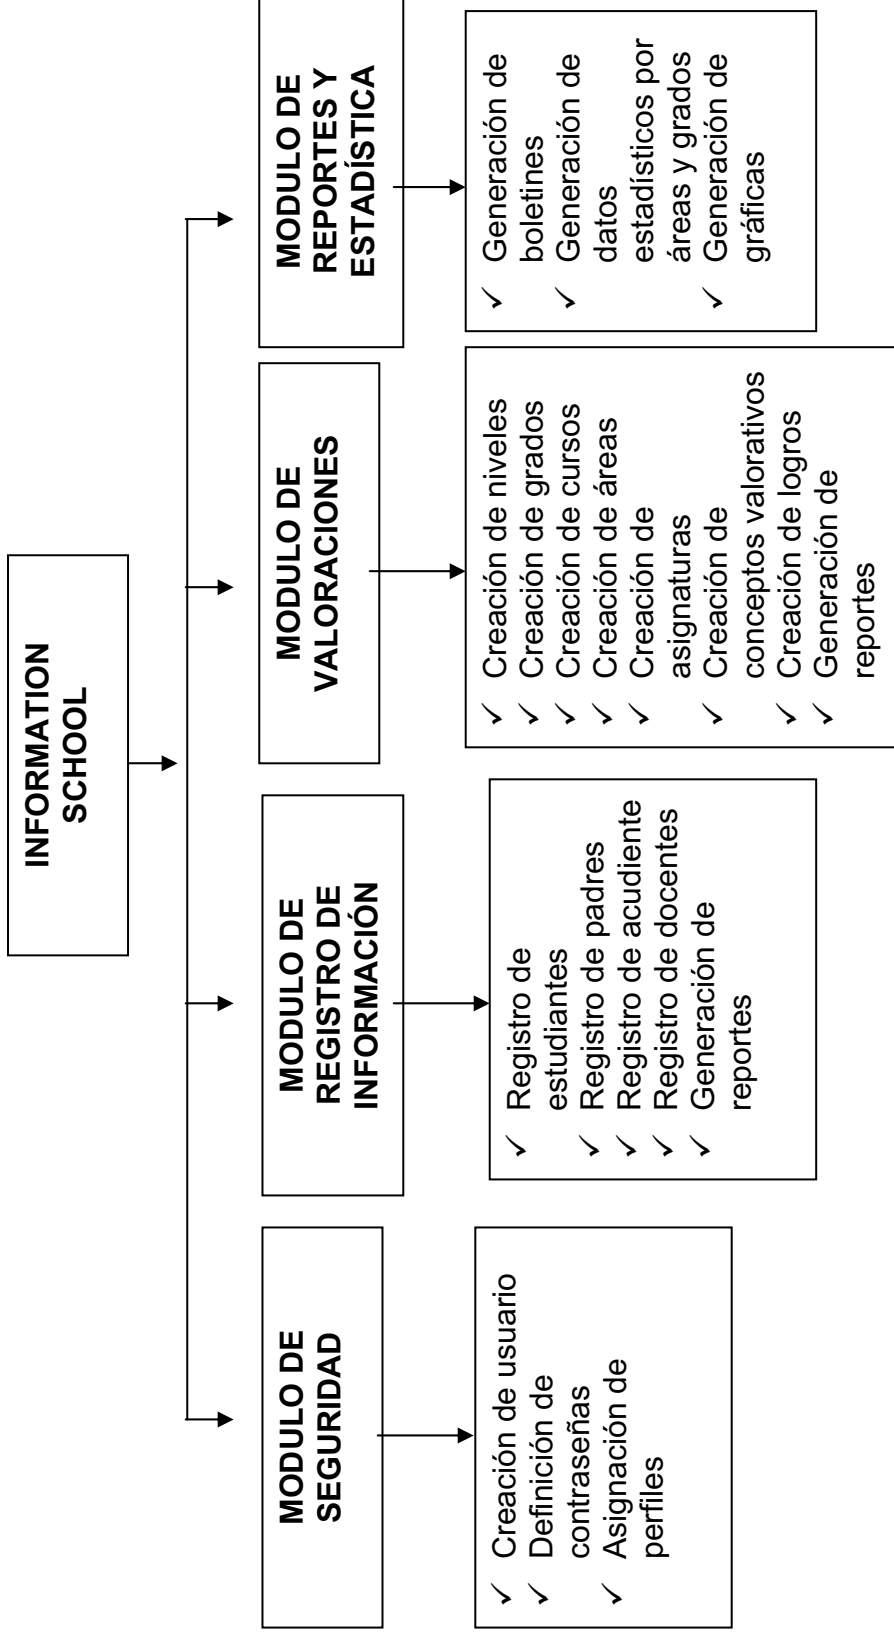 INFORMATION
SCHOOL
MODULO DE
SEGURIDAD
MODULO DE
REGISTRO DE
INFORMACIÓN
MODULO DE
VALORACIONES
MODULO DE
REPORTES Y
ESTADÍSTICA
✓ Creación de usuario
✓ Definición de
contraseñas
✓ Asignación de
perfiles
✓ Registro de
estudiantes
✓ Registro de padres
✓ Registro de acudiente
✓ Registro de docentes
✓ Generación de
reportes
✓ Creación de niveles
✓ Creación de grados
✓ Creación de cursos
✓ Creación de áreas
✓ Creación de
asignaturas
✓ Creación de
conceptos valorativos
✓ Creación de logros
✓ Generación de
reportes
✓ Generación de
boletines
✓ Generación de
datos
estadísticos por
áreas y grados
✓ Generación de
gráficas